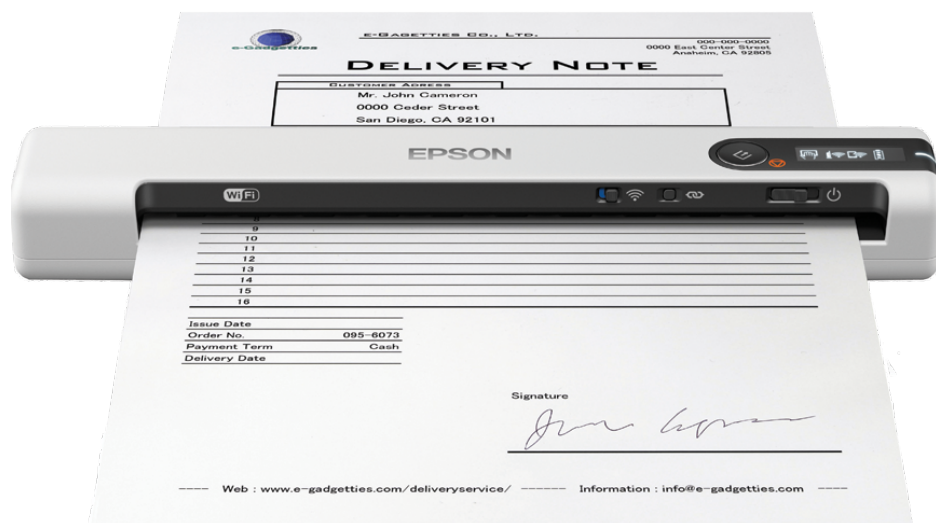 e-Gadgetties
E-GAGETTIES CO., LTD.
000-000-0000
0000 East Center Street
Anaheim, CA 92805
DELIVERY NOTE
CUSTOMER ADRESS
Mr. John Cameron
0000 Ceder Street
San Diego, CA 92101
EPSON
WiFi
8
9
10
11
12
13
14
15
16
Issue Date
Order No. 095-6073
Payment Term Cash
Delivery Date
Signature
Web : www.e-gadgetties.com/deliveryservice/ Information : info@e-gadgetties.com